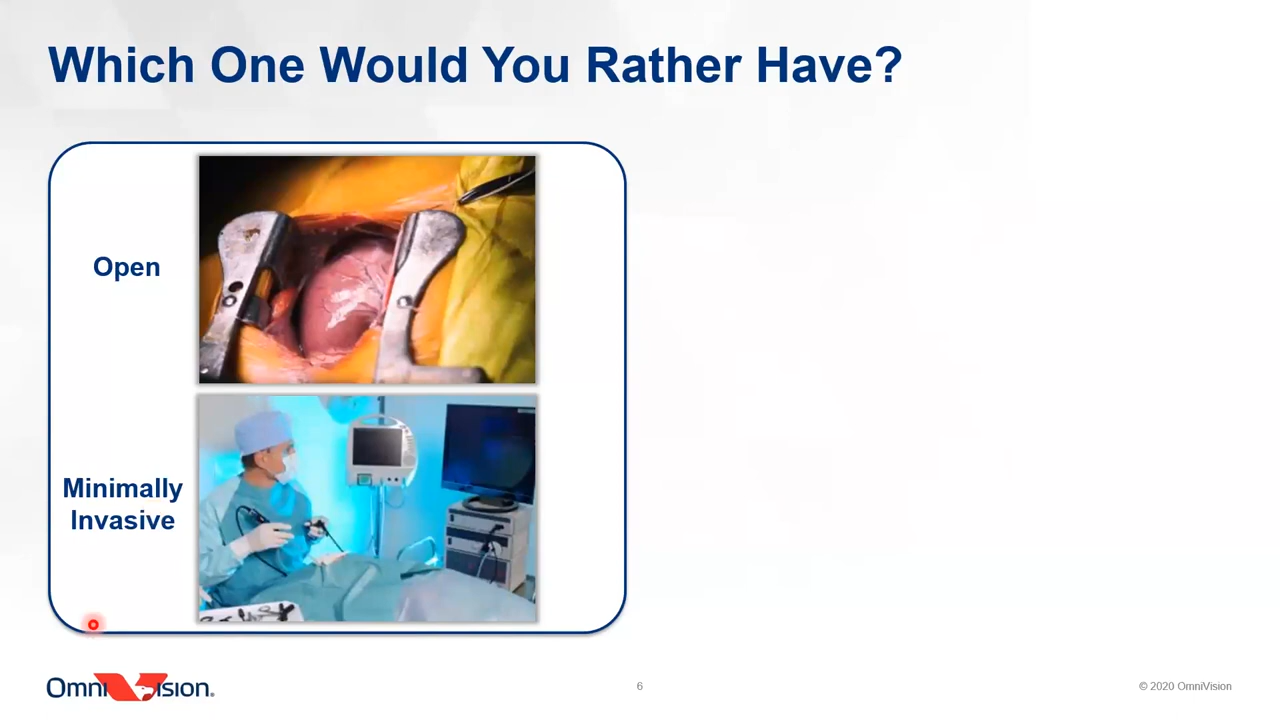 Which One Would You Rather Have?
Open
Minimally
Invasive
OmniVision®
6
© 2020 OmniVision